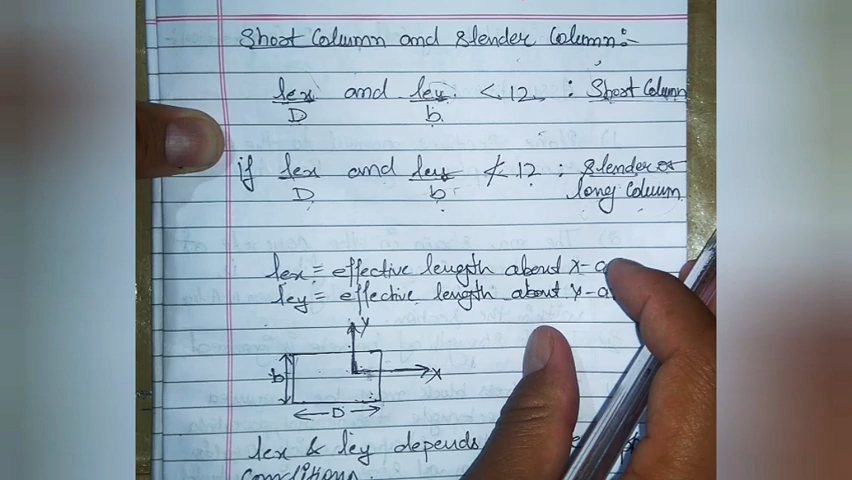 Short Column and Slender Column:-
lex/D and ley/b < 12 : Short Column
if lex/D and ley/b ≮ 12 : Slender or
long Column
lex = effective length about X-a
ley = effective length about Y-a
Y
b
X
D
lex & ley depends
conditions.